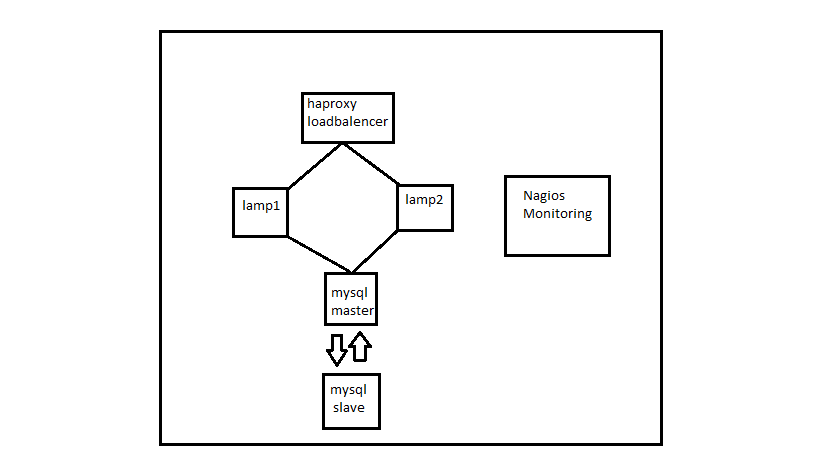 haproxy
loadbalencer
lamp1
lamp2
Nagios
Monitoring
mysql
master
mysql
slave